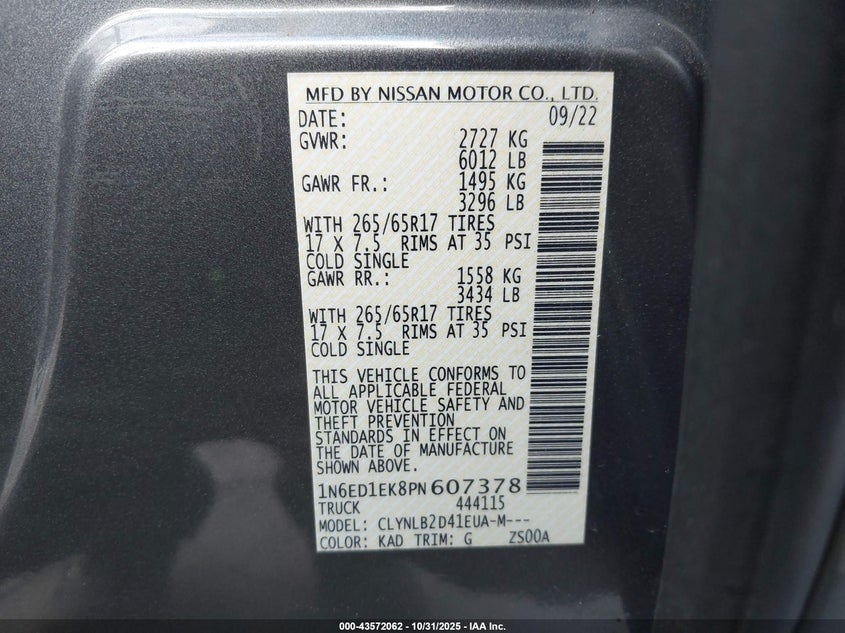 MFD BY NISSAN MOTOR CO., LTD.
DATE: 09/22
GVWR: 2727 KG
6012 LB
GAWR FR.: 1495 KG
3296 LB
WITH 265/65R17 TIRES
17 X 7.5 RIMS AT 35 PSI
COLD SINGLE
GAWR RR.: 1558 KG
3434 LB
WITH 265/65R17 TIRES
17 X 7.5 RIMS AT 35 PSI
COLD SINGLE
THIS VEHICLE CONFORMS TO
ALL APPLICABLE FEDERAL
MOTOR VEHICLE SAFETY AND
THEFT PREVENTION
STANDARDS IN EFFECT ON
THE DATE OF MANUFACTURE
SHOWN ABOVE.
1N6ED1EK8PN607378
TRUCK 444115
MODEL: CLYNLB2D41EUA-M---
COLOR: KAD TRIM: G ZS00A
000-43572062 - 10/31/2025 - IAA Inc.